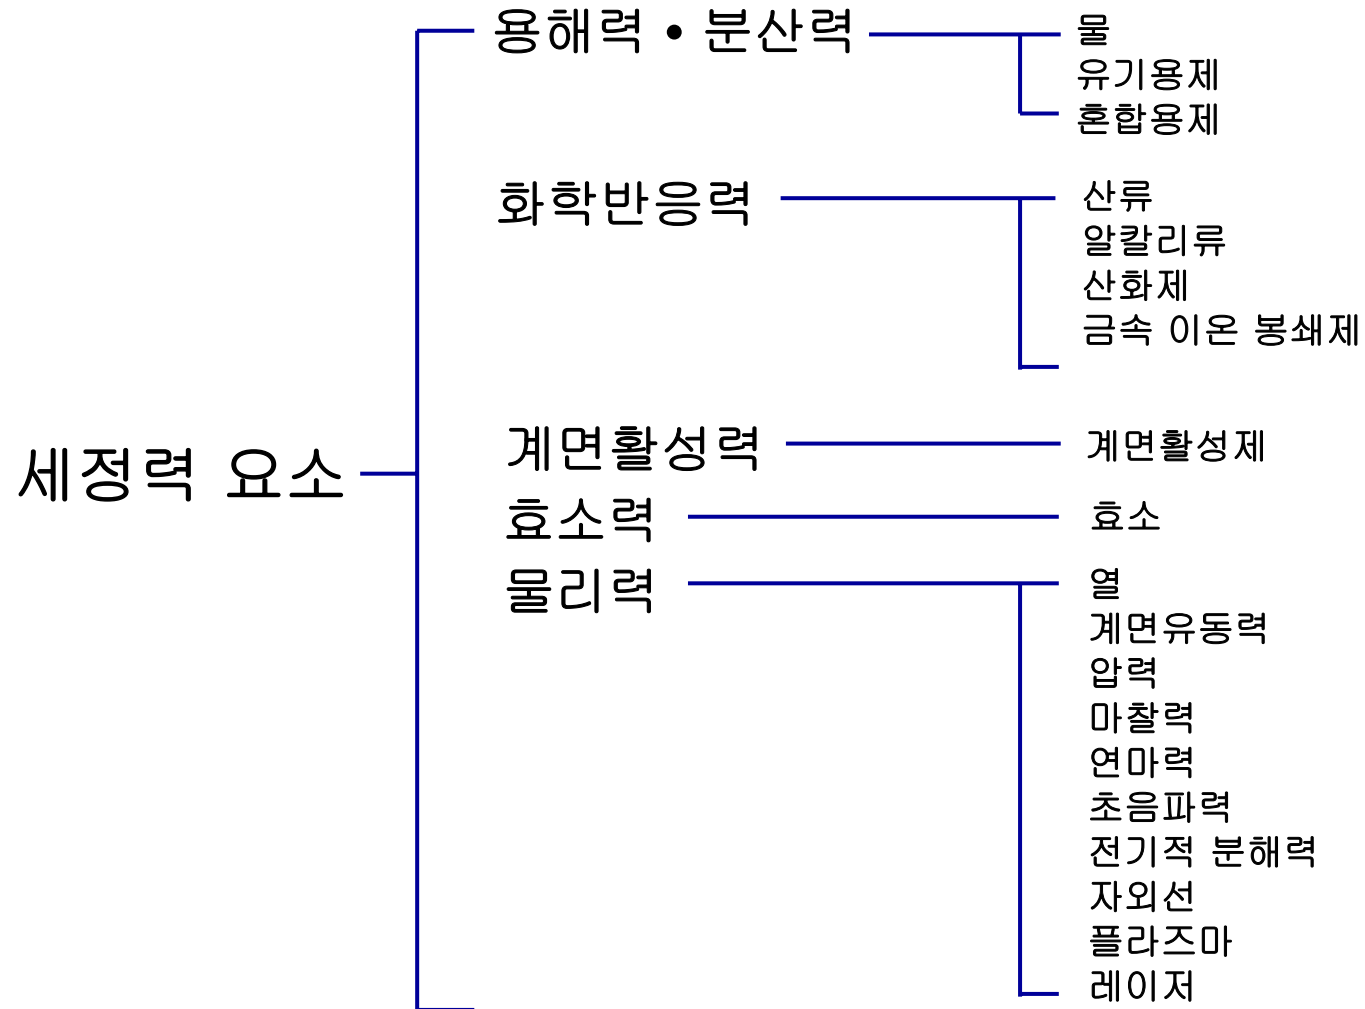 세정력 요소
용해력 • 분산력
물
유기용제
혼합용제
화학반응력
산류
알칼리류
산화제
금속 이온 봉쇄제
계면활성력
계면활성제
효소력
효소
물리력
열
계면유동력
압력
마찰력
연마력
초음파력
전기적 분해력
자외선
플라즈마
레이저